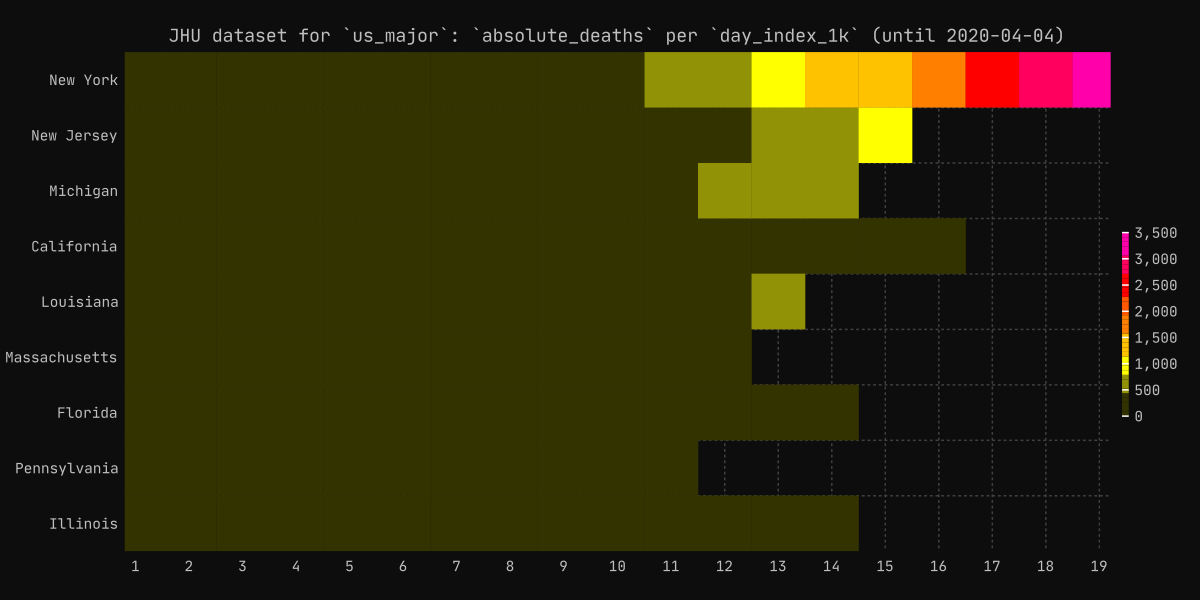 JHU dataset for `us_major`: `absolute_deaths` per `day_index_1k` (until 2020-04-04)
New York
New Jersey
Michigan
California
Louisiana
Massachusetts
Florida
Pennsylvania
Illinois
3,500
3,000
2,500
2,000
1,500
1,000
500
0
1 2 3 4 5 6 7 8 9 10 11 12 13 14 15 16 17 18 19